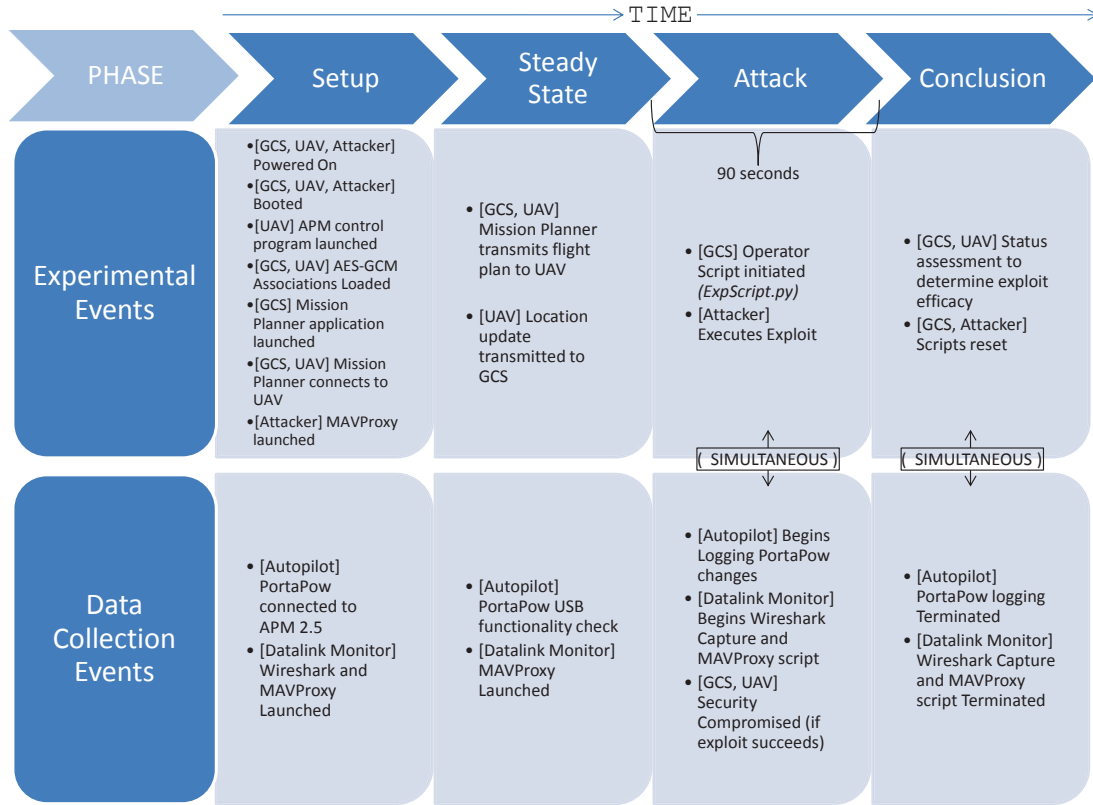 TIME
PHASE
Setup
Steady
State
Attack
Conclusion
Experimental
Events
•[GCS, UAV, Attacker]
Powered On
•[GCS, UAV, Attacker]
Booted
•[UAV] APM control
program launched
•[GCS, UAV] AES-GCM
Associations Loaded
•[GCS] Mission
Planner application
launched
•[GCS, UAV] Mission
Planner connects to
UAV
•[Attacker] MAVProxy
launched
• [GCS, UAV]
Mission Planner
transmits flight
plan to UAV
• [UAV] Location
update
transmitted to
GCS
90 seconds
• [GCS] Operator
Script initiated
(ExpScript.py)
• [Attacker]
Executes Exploit
• [GCS, UAV] Status
assessment to
determine exploit
efficacy
• [GCS, Attacker]
Scripts reset
( SIMULTANEOUS )
( SIMULTANEOUS )
Data
Collection
Events
• [Autopilot]
PortaPow
connected to
APM 2.5
• [Datalink Monitor]
Wireshark and
MAVProxy
Launched
• [Autopilot]
PortaPow USB
functionality check
• [Datalink Monitor]
MAVProxy
Launched
• [Autopilot] Begins
Logging PortaPow
changes
• [Datalink Monitor]
Begins Wireshark
Capture and
MAVProxy script
• [GCS, UAV]
Security
Compromised (if
exploit succeeds)
• [Autopilot]
PortaPow logging
Terminated
• [Datalink Monitor]
Wireshark Capture
and MAVProxy
script Terminated